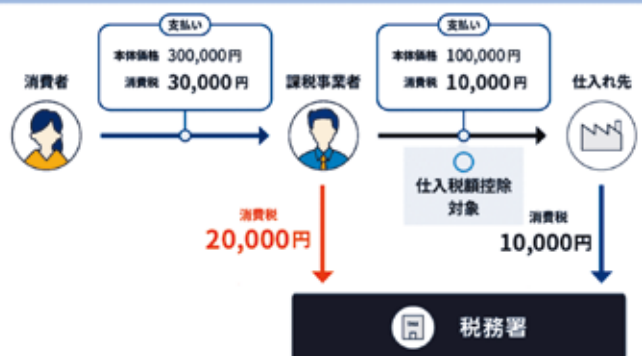 支払い
本体価格 300,000円
消費税 30,000円
支払い
本体価格 100,000円
消費税 10,000円
消費者
課税事業者
仕入れ先
仕入税額控除
対象
消費税
20,000円
消費税
10,000円
税務署